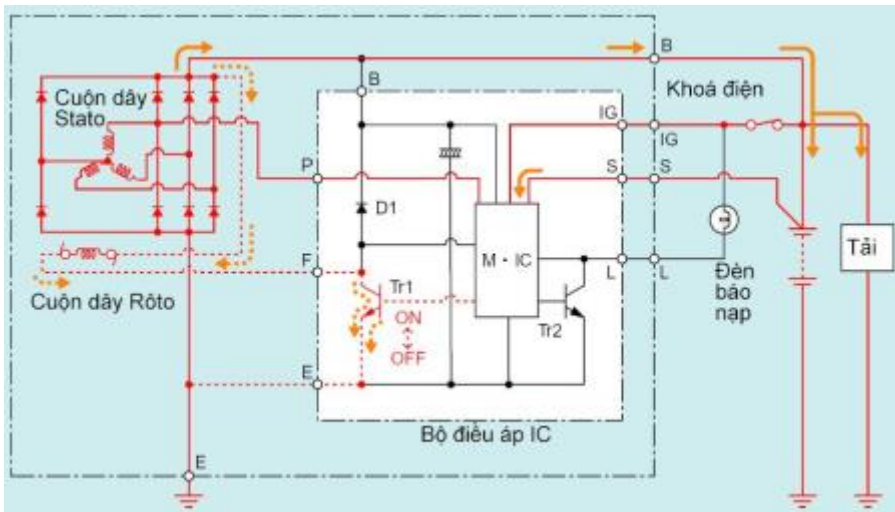 B
B
Khoá điện
Cuộn dây
Stato
IG
IG
P
S
S
D1
M · IC
Tải
F
L
L
Đèn
báo
nạp
Cuộn dây Rôto
Tr1
ON
OFF
Tr2
E
Bộ điều áp IC
E